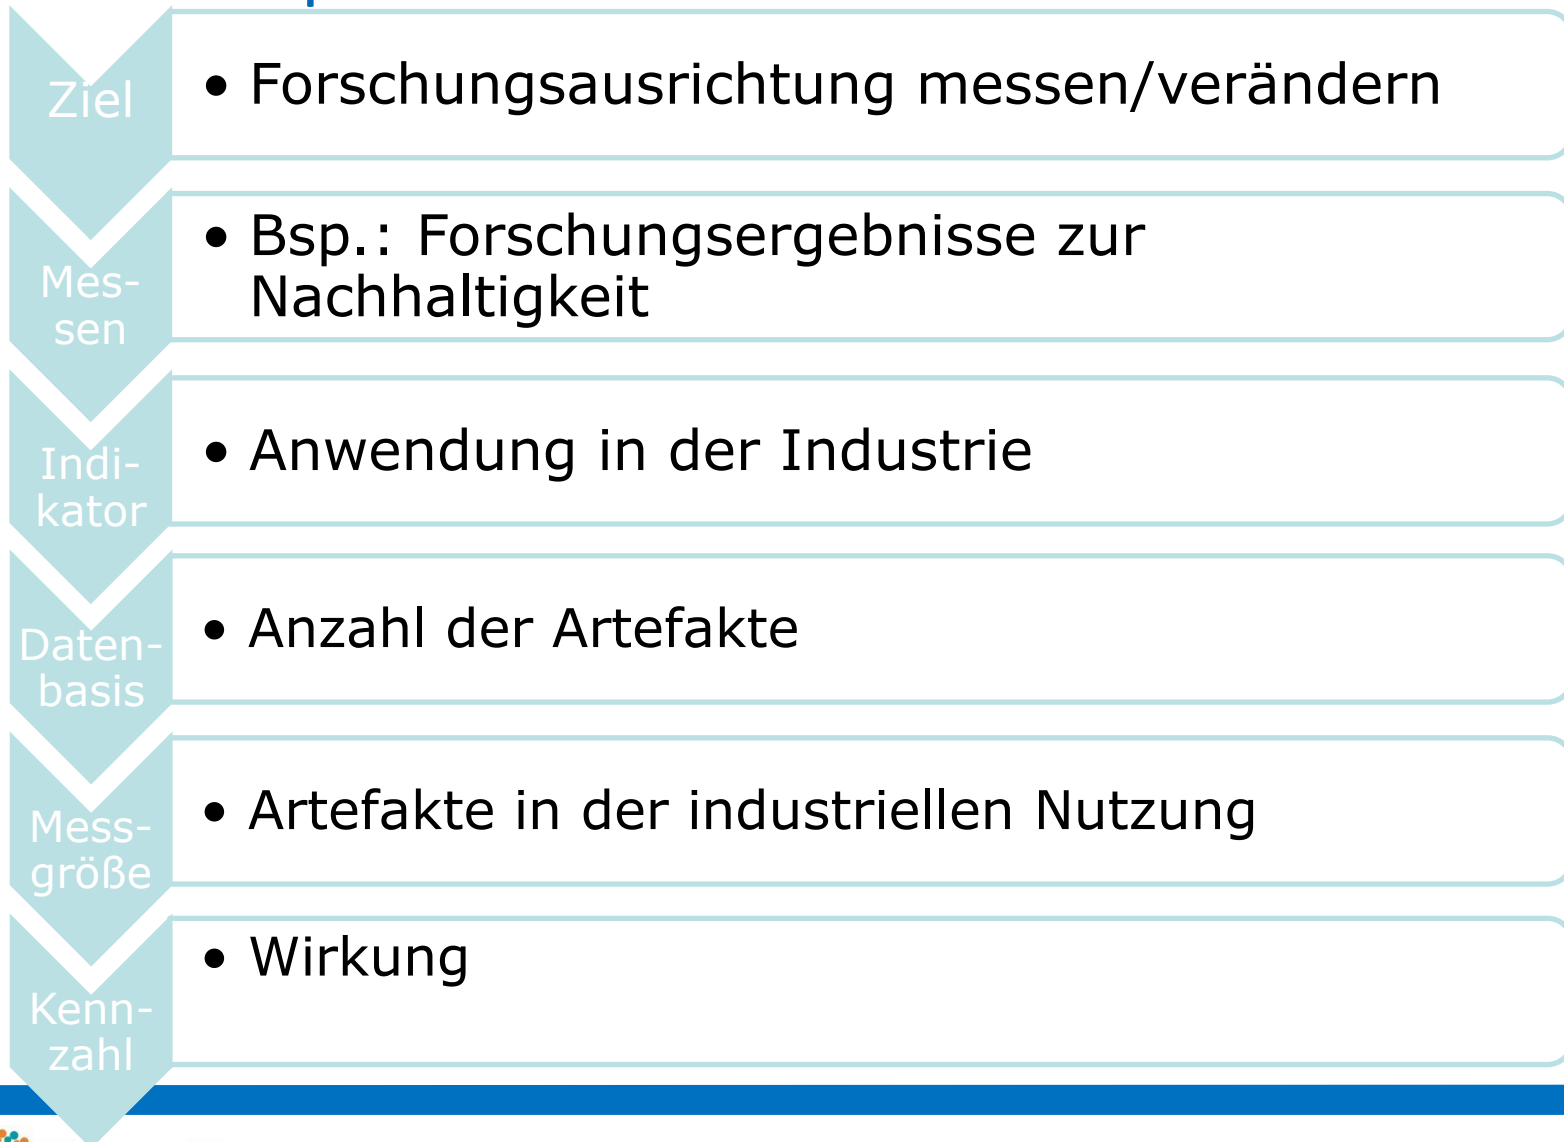 Ziel
• Forschungsausrichtung messen/verändern
Mes-
sen
• Bsp.: Forschungsergebnisse zur
Nachhaltigkeit
Indi-
kator
• Anwendung in der Industrie
Daten-
basis
• Anzahl der Artefakte
Mess-
größe
• Artefakte in der industriellen Nutzung
Kenn-
zahl
• Wirkung